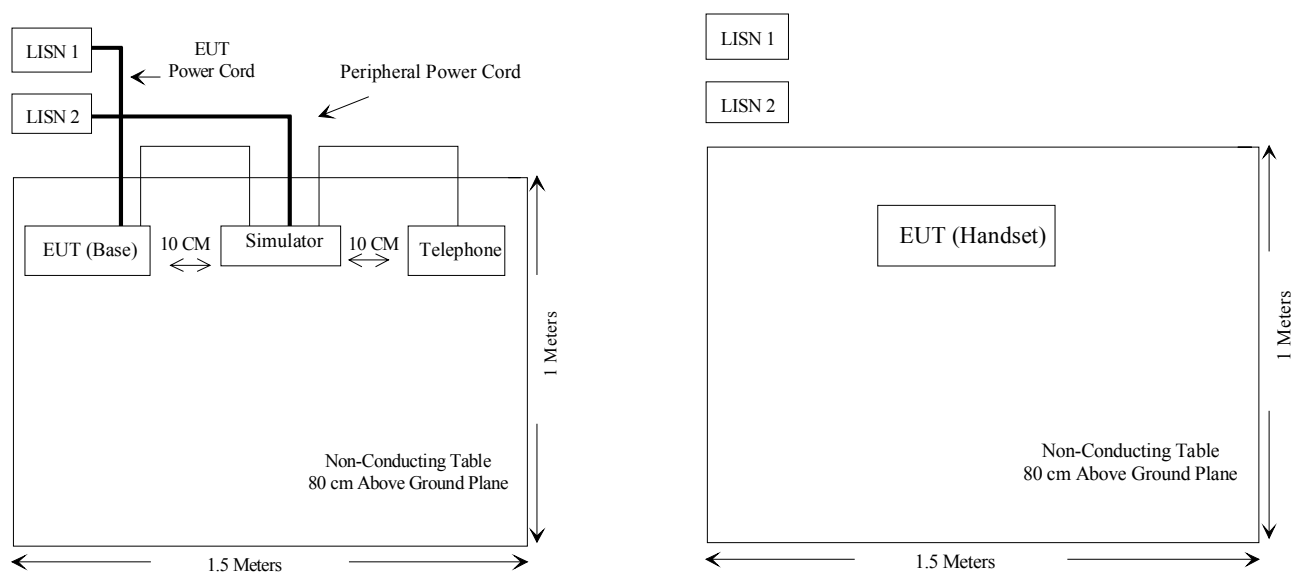 LISN 1
EUT
Power Cord
Peripheral Power Cord
LISN 2
EUT (Base)
10 CM
Simulator
10 CM
Telephone
1 Meters
Non-Conducting Table
80 cm Above Ground Plane
1.5 Meters
LISN 1
LISN 2
EUT (Handset)
1 Meters
Non-Conducting Table
80 cm Above Ground Plane
1.5 Meters